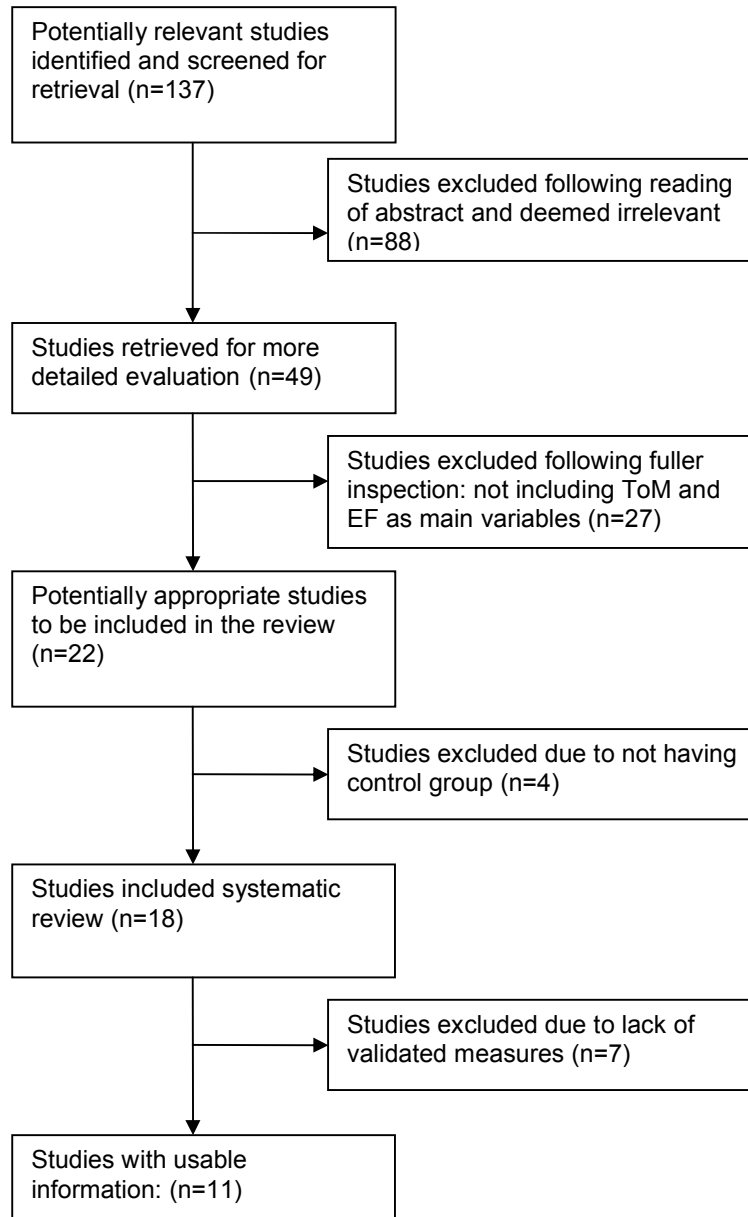 Potentially relevant studies
identified and screened for
retrieval (n=137)
Studies excluded following reading
of abstract and deemed irrelevant
(n=88)
Studies retrieved for more
detailed evaluation (n=49)
Studies excluded following fuller
inspection: not including ToM and
EF as main variables (n=27)
Potentially appropriate studies
to be included in the review
(n=22)
Studies excluded due to not having
control group (n=4)
Studies included systematic
review (n=18)
Studies excluded due to lack of
validated measures (n=7)
Studies with usable
information: (n=11)